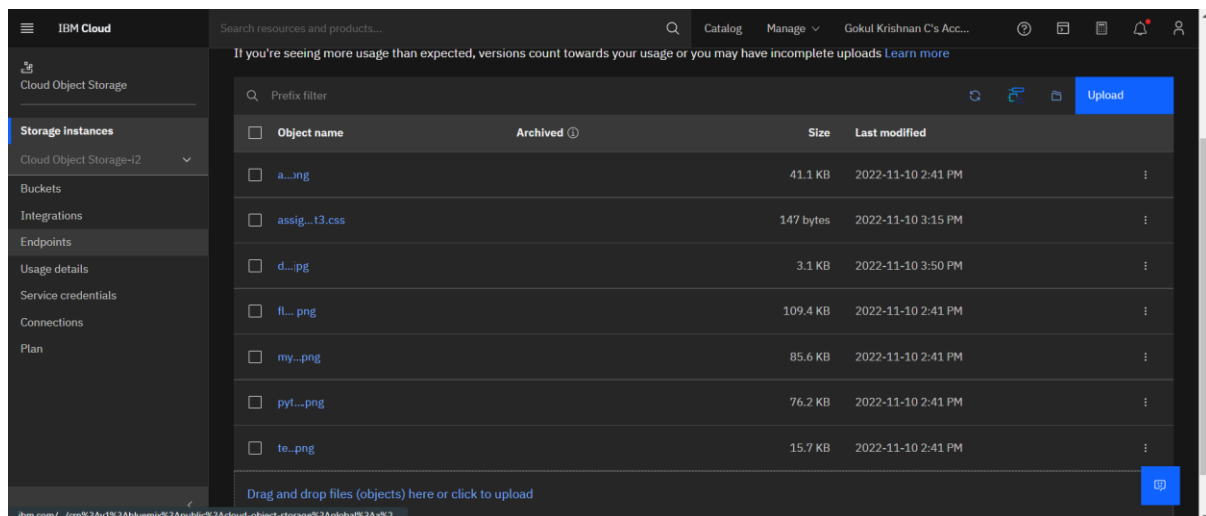 IBM Cloud
Search resources and products...
Catalog Manage Gokul Krishnan C's Acc...
If you're seeing more usage than expected, versions count towards your usage or you may have incomplete uploads Learn more
Cloud Object Storage
Storage instances
Cloud Object Storage-i2
Buckets
Integrations
Endpoints
Usage details
Service credentials
Connections
Plan
Prefix filter
Upload
Object name Archived Size Last modified
a...png 41.1 KB 2022-11-10 2:41 PM
assig...t3.css 147 bytes 2022-11-10 3:15 PM
d...jpg 3.1 KB 2022-11-10 3:50 PM
fl... png 109.4 KB 2022-11-10 2:41 PM
my...png 85.6 KB 2022-11-10 2:41 PM
pyt...png 76.2 KB 2022-11-10 2:41 PM
te..png 15.7 KB 2022-11-10 2:41 PM
Drag and drop files (objects) here or click to upload